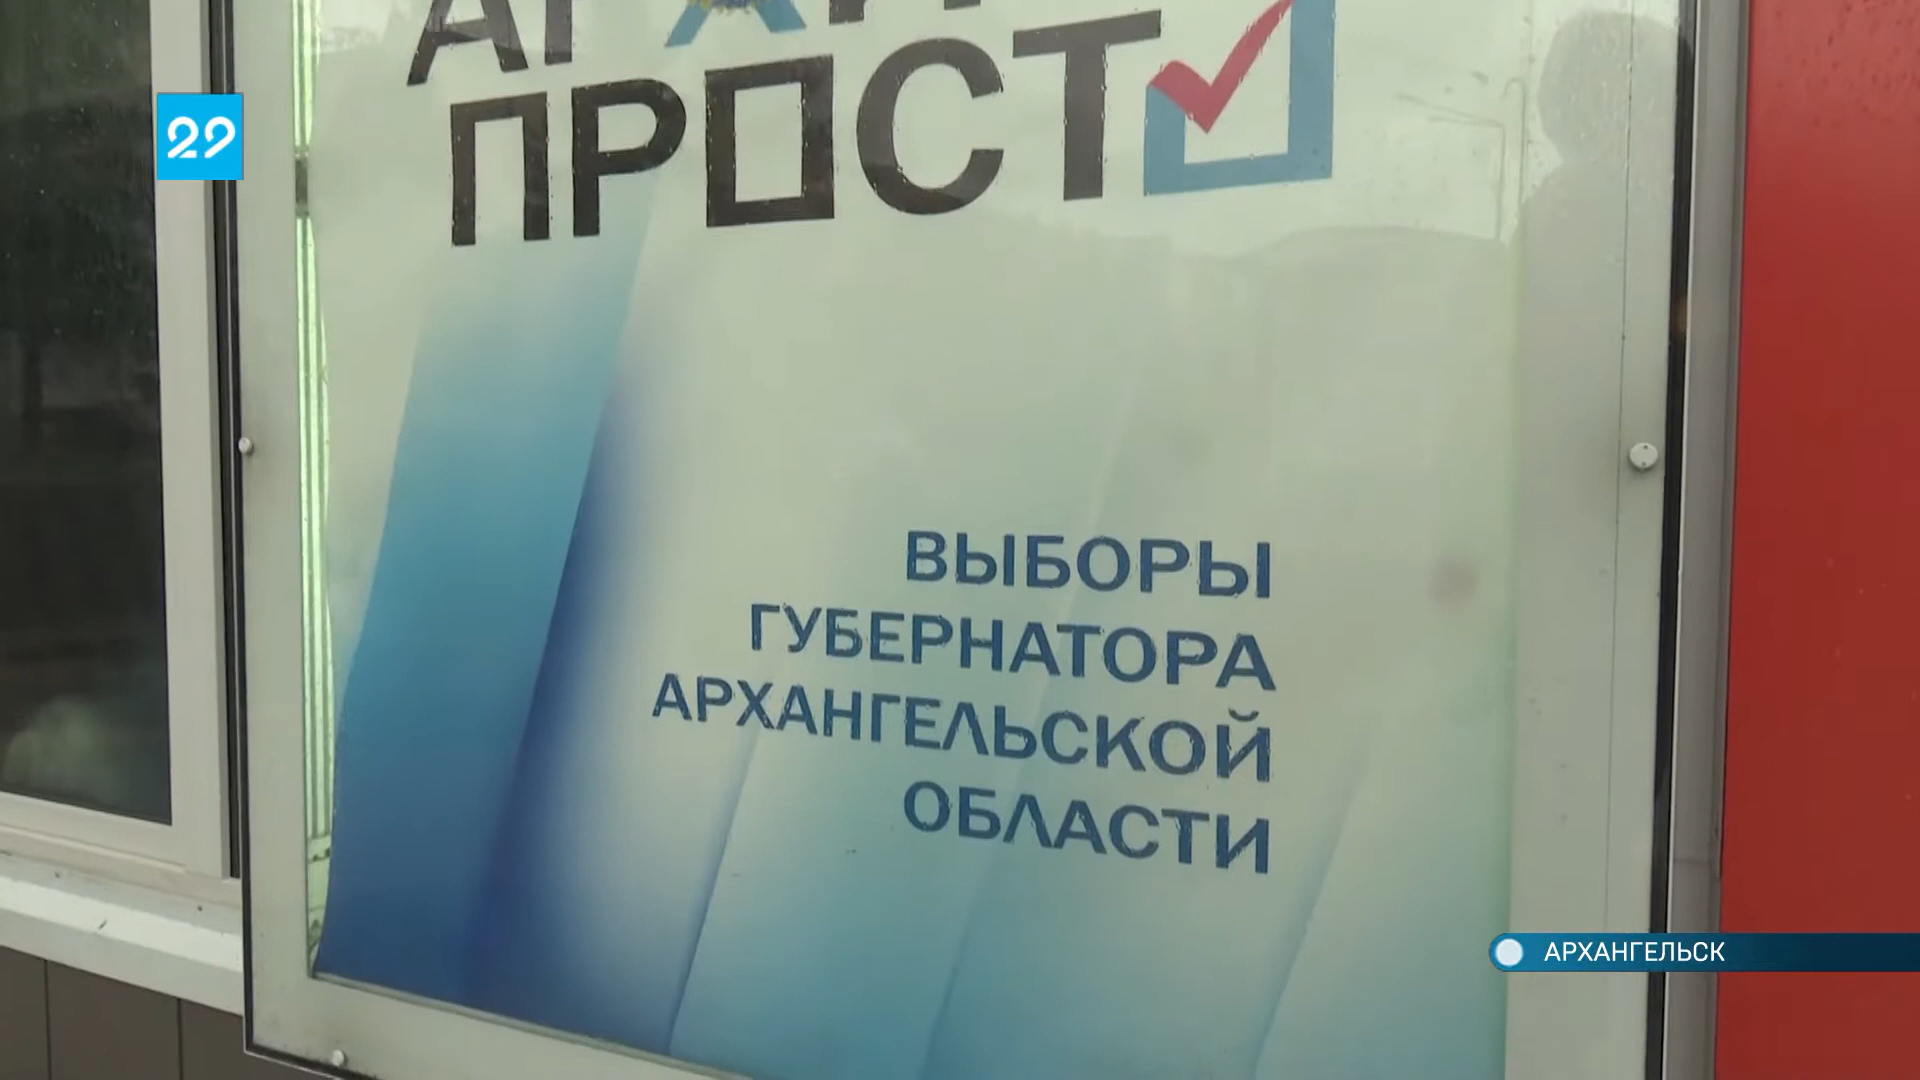 29
ПРОСТО
ВЫБОРЫ
ГУБЕРНАТОРА
АРХАНГЕЛЬСКОЙ
ОБЛАСТИ
АРХАНГЕЛЬСК